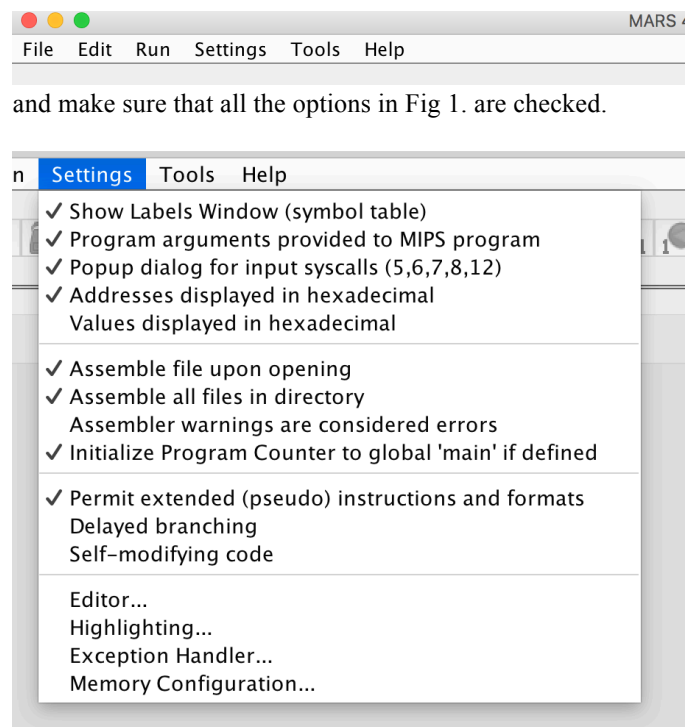 MARS 4
File Edit Run Settings Tools Help
and make sure that all the options in Fig 1. are checked.
n Settings Tools Help
✓ Show Labels Window (symbol table)
✓ Program arguments provided to MIPS program
✓ Popup dialog for input syscalls (5,6,7,8,12)
✓ Addresses displayed in hexadecimal
Values displayed in hexadecimal
✓ Assemble file upon opening
✓ Assemble all files in directory
Assembler warnings are considered errors
✓ Initialize Program Counter to global 'main' if defined
✓ Permit extended (pseudo) instructions and formats
Delayed branching
Self-modifying code
Editor...
Highlighting...
Exception Handler...
Memory Configuration...